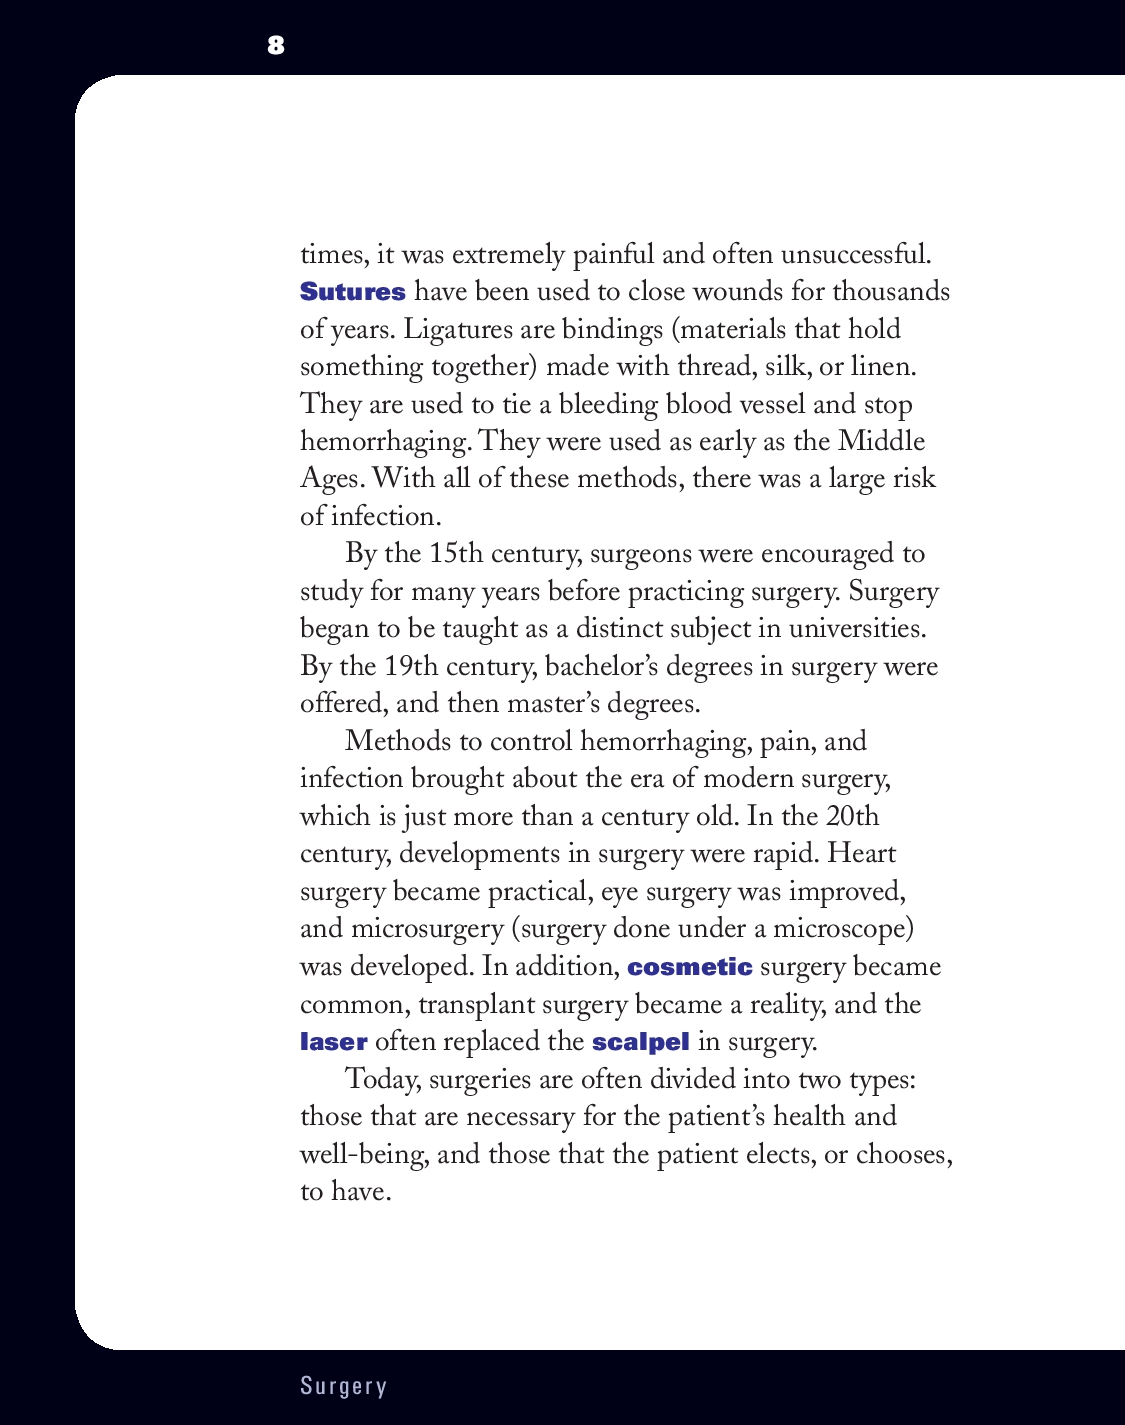 8
times, it was extremely painful and often unsuccessful.
Sutures have been used to close wounds for thousands
of years. Ligatures are bindings (materials that hold
something together) made with thread, silk, or linen.
They are used to tie a bleeding blood vessel and stop
hemorrhaging. They were used as early as the Middle
Ages. With all of these methods, there was a large risk
of infection.
By the 15th century, surgeons were encouraged to
study for many years before practicing surgery. Surgery
began to be taught as a distinct subject in universities.
By the 19th century, bachelor’s degrees in surgery were
offered, and then master’s degrees.
Methods to control hemorrhaging, pain, and
infection brought about the era of modern surgery,
which is just more than a century old. In the 20th
century, developments in surgery were rapid. Heart
surgery became practical, eye surgery was improved,
and microsurgery (surgery done under a microscope)
was developed. In addition, cosmetic surgery became
common, transplant surgery became a reality, and the
laser often replaced the scalpel in surgery.
Today, surgeries are often divided into two types:
those that are necessary for the patient’s health and
well-being, and those that the patient elects, or chooses,
to have.
Surgery